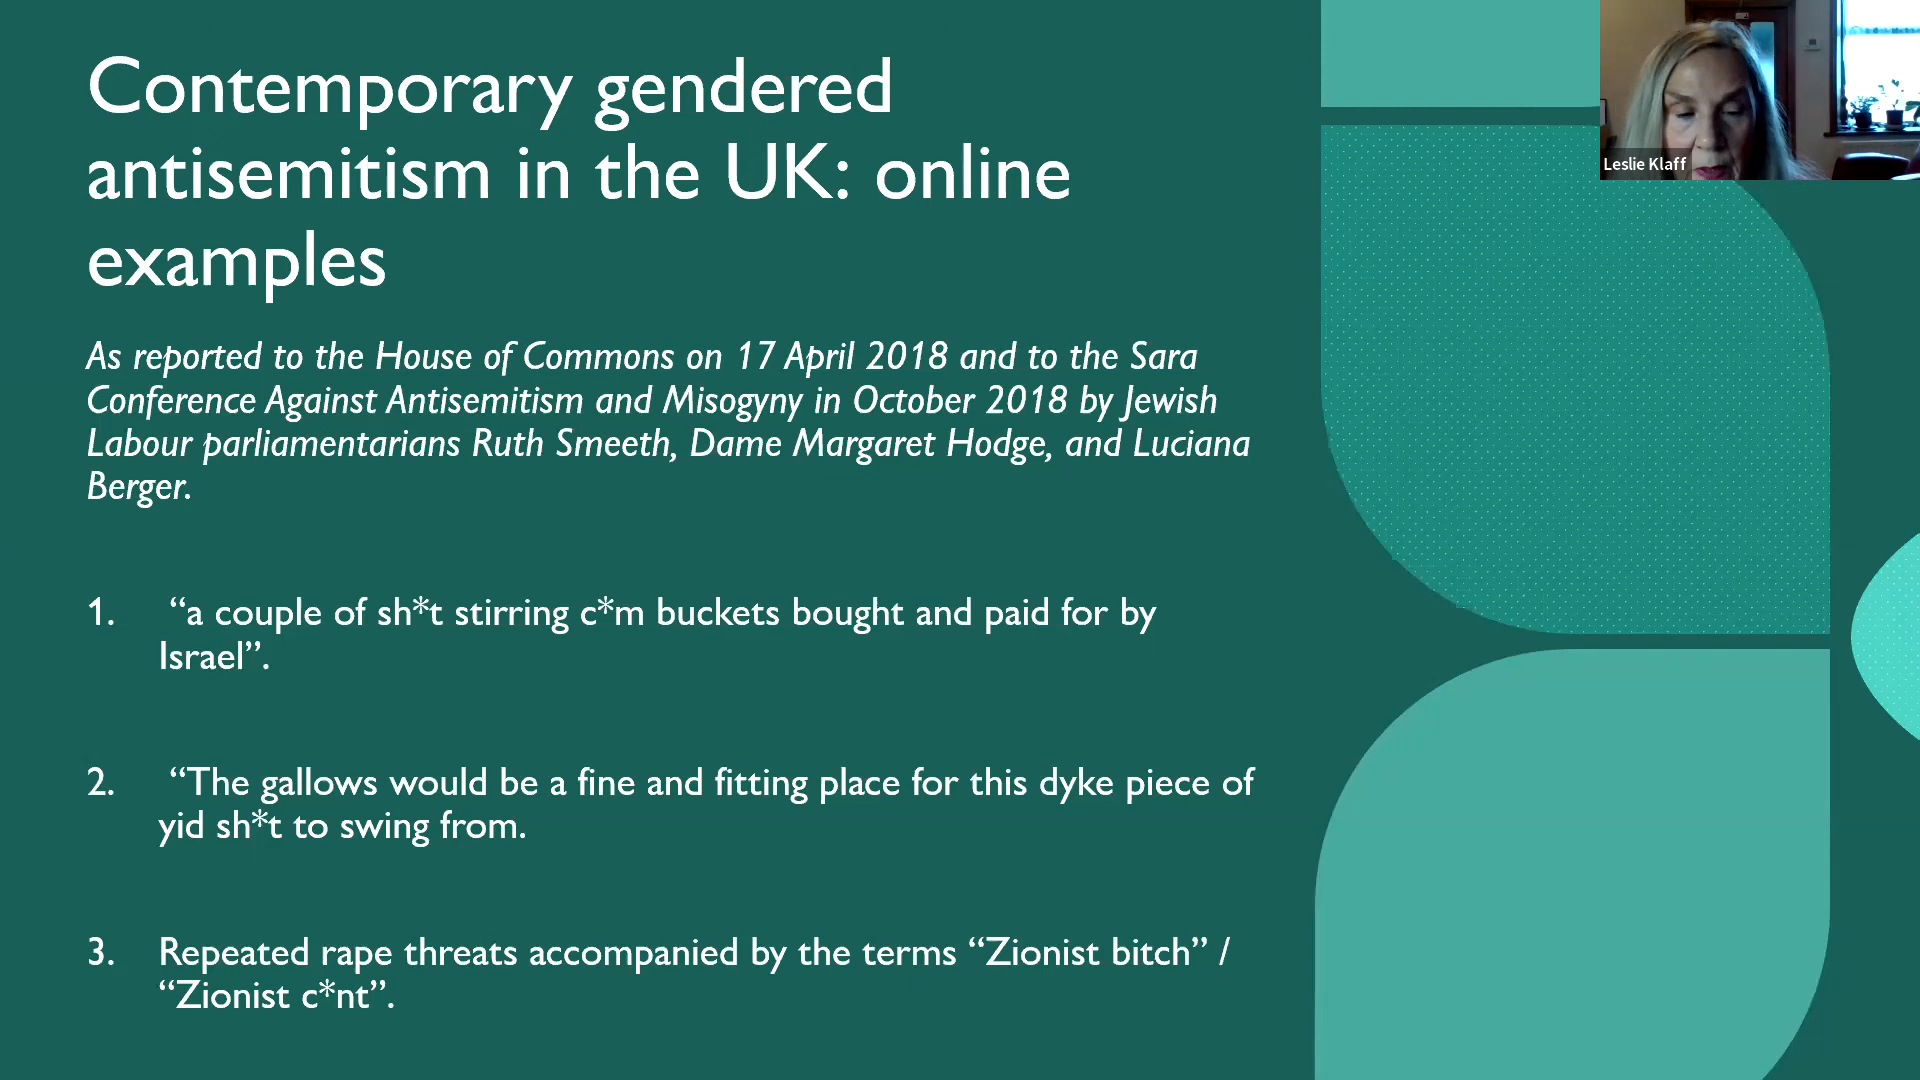 Contemporary gendered
antisemitism in the UK: online
examples
As reported to the House of Commons on 17 April 2018 and to the Sara
Conference Against Antisemitism and Misogyny in October 2018 by Jewish
Labour parliamentarians Ruth Smeeth, Dame Margaret Hodge, and Luciana
Berger.
1. “a couple of sh*t stirring c*m buckets bought and paid for by
Israel”.
2. “The gallows would be a fine and fitting place for this dyke piece of
yid sh*t to swing from.
3. Repeated rape threats accompanied by the terms “Zionist bitch” /
“Zionist c*nt”.
Leslie Klaff